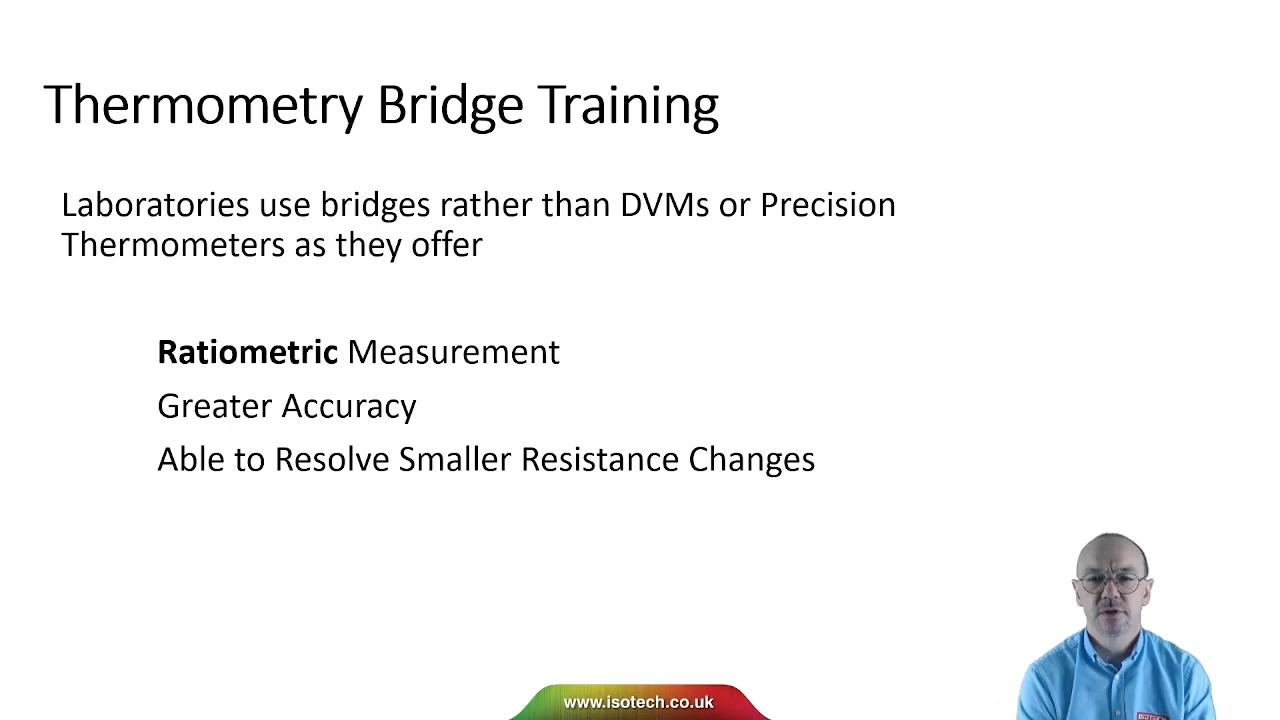 Thermometry Bridge Training
Laboratories use bridges rather than DVMs or Precision
Thermometers as they offer
Ratiometric Measurement
Greater Accuracy
Able to Resolve Smaller Resistance Changes
www.isotech.co.uk
ISOTECH